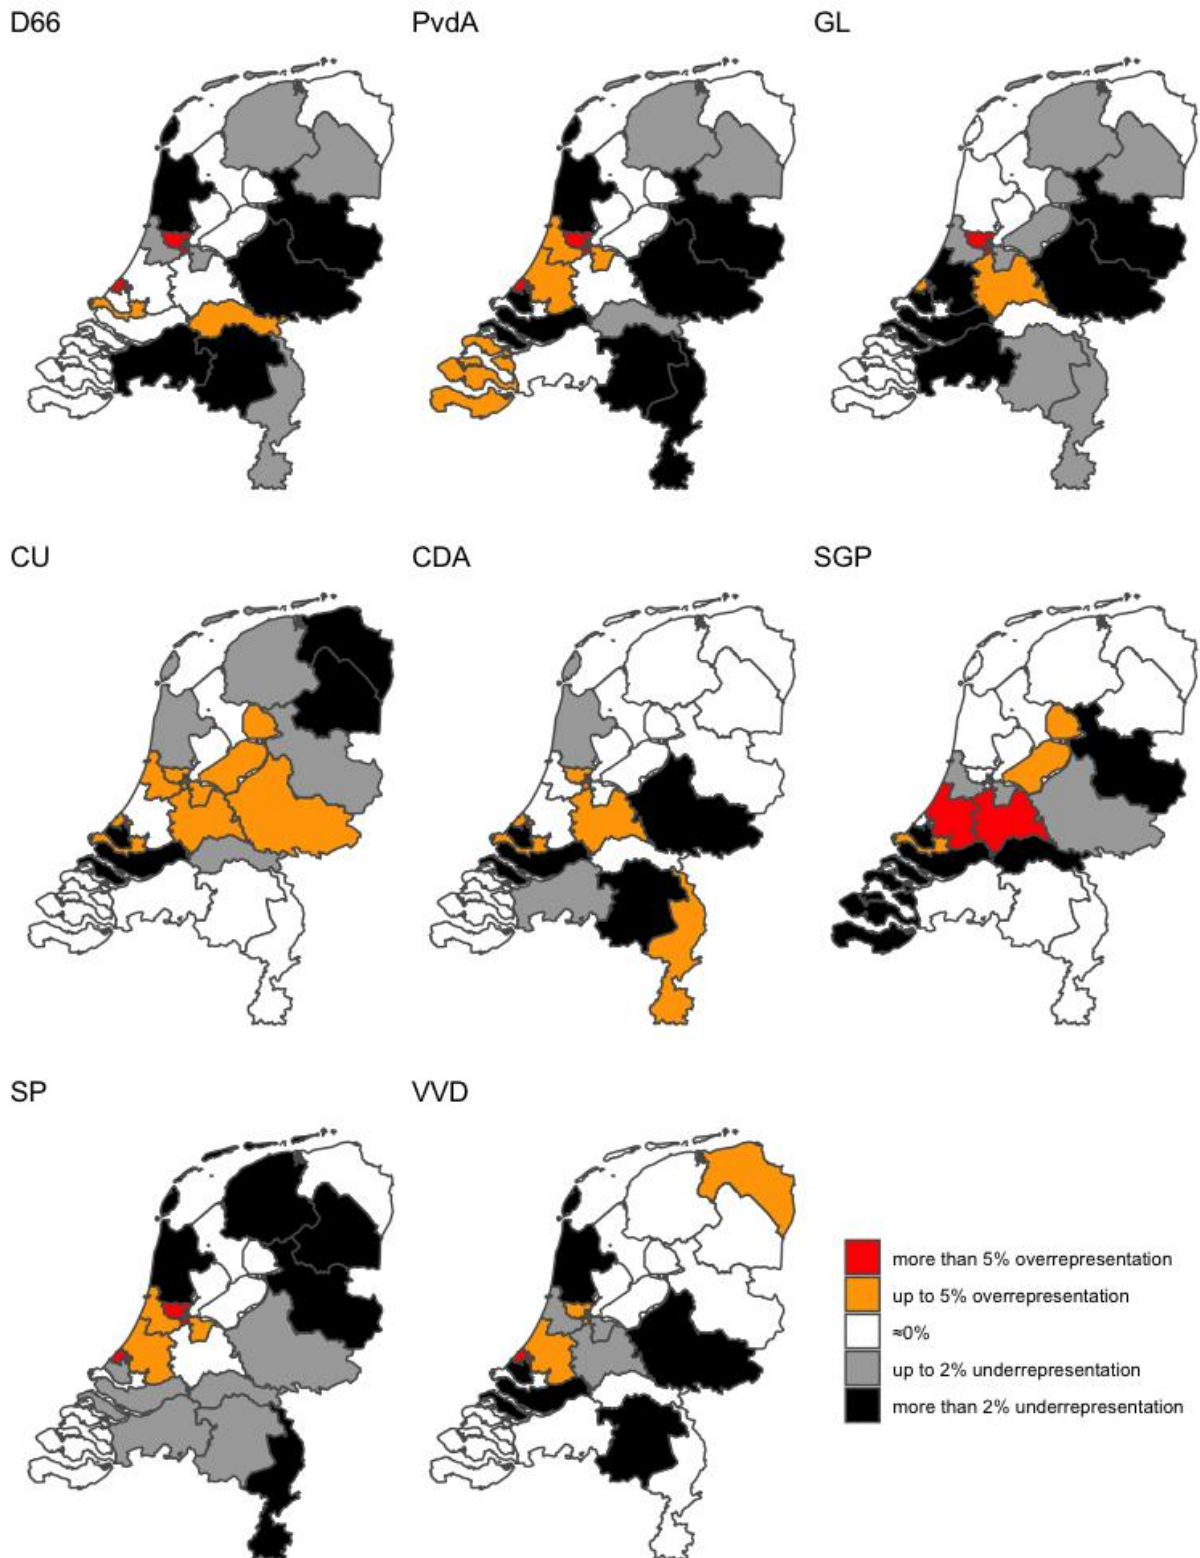 D66
PvdA
GL
CU
CDA
SGP
SP
VVD
more than 5% overrepresentation
up to 5% overrepresentation
≈0%
up to 2% underrepresentation
more than 2% underrepresentation